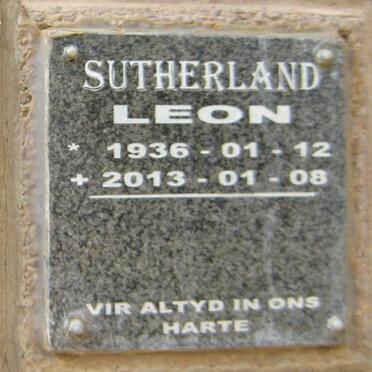 SUTHERLAND
LEON
* 1936 - 01 - 12
+ 2013 - 01 - 08
VIR ALTYD IN ONS
HARTE